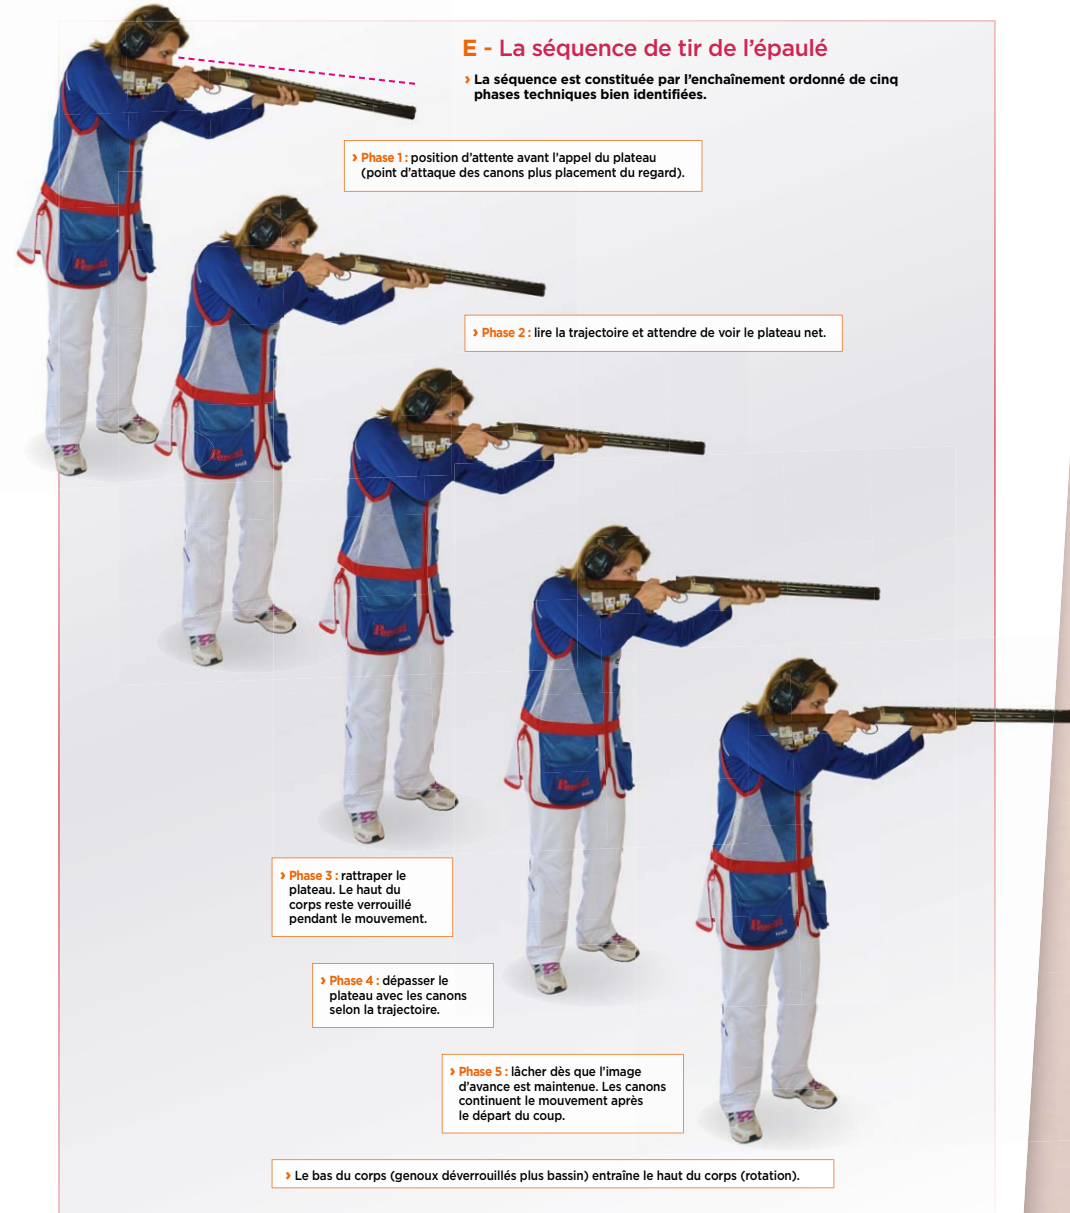 E - La séquence de tir de l’épaulé
› La séquence est constituée par l’enchaînement ordonné de cinq
phases techniques bien identifiées.
› Phase 1 : position d’attente avant l’appel du plateau
(point d’attaque des canons plus placement du regard).
› Phase 2 : lire la trajectoire et attendre de voir le plateau net.
› Phase 3 : rattraper le
plateau. Le haut du
corps reste verrouillé
pendant le mouvement.
› Phase 4 : dépasser le
plateau avec les canons
selon la trajectoire.
› Phase 5 : lâcher dès que l’image
d’avance est maintenue. Les canons
continuent le mouvement après
le départ du coup.
› Le bas du corps (genoux déverrouillés plus bassin) entraîne le haut du corps (rotation).